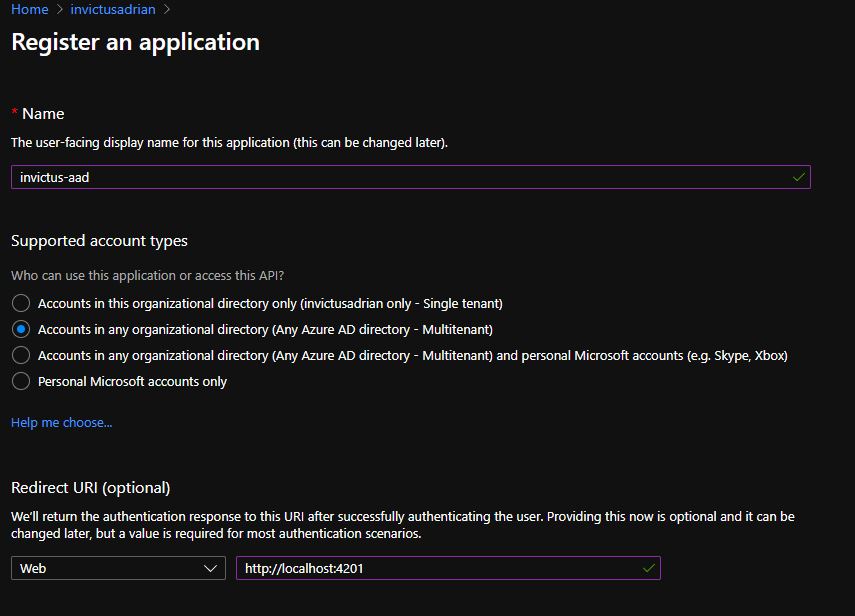 Home > invictusadrian >
Register an application
* Name
The user-facing display name for this application (this can be changed later).
invictus-aad
Supported account types
Who can use this application or access this API?
Accounts in this organizational directory only (invictusadrian only - Single tenant)
Accounts in any organizational directory (Any Azure AD directory - Multitenant)
Accounts in any organizational directory (Any Azure AD directory - Multitenant) and personal Microsoft accounts (e.g. Skype, Xbox)
Personal Microsoft accounts only
Help me choose...
Redirect URI (optional)
We'll return the authentication response to this URI after successfully authenticating the user. Providing this now is optional and it can be
changed later, but a value is required for most authentication scenarios.
Web http://localhost:4201